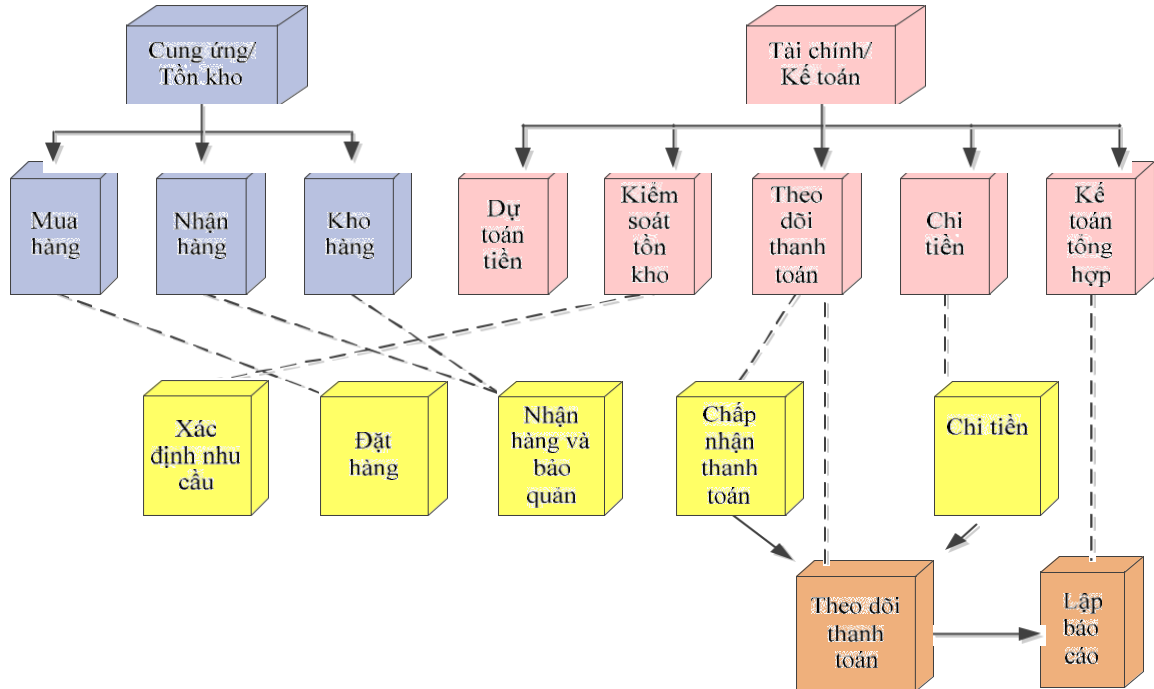 Cung ứng/
Tồn kho
Tài chính/
Kế toán
Mua
hàng
Nhận
hàng
Kho
hàng
Dự
toán
tiền
Kiểm
soát
tồn
kho
Theo
dõi
thanh
toán
Chi
tiền
Kế
toán
tổng
hợp
Xác
định nhu
cầu
Đặt
hàng
Nhận
hàng và
bảo
quản
Chấp
nhận
thanh
toán
Chi tiền
Theo dõi
thanh
toán
Lập
báo
cáo